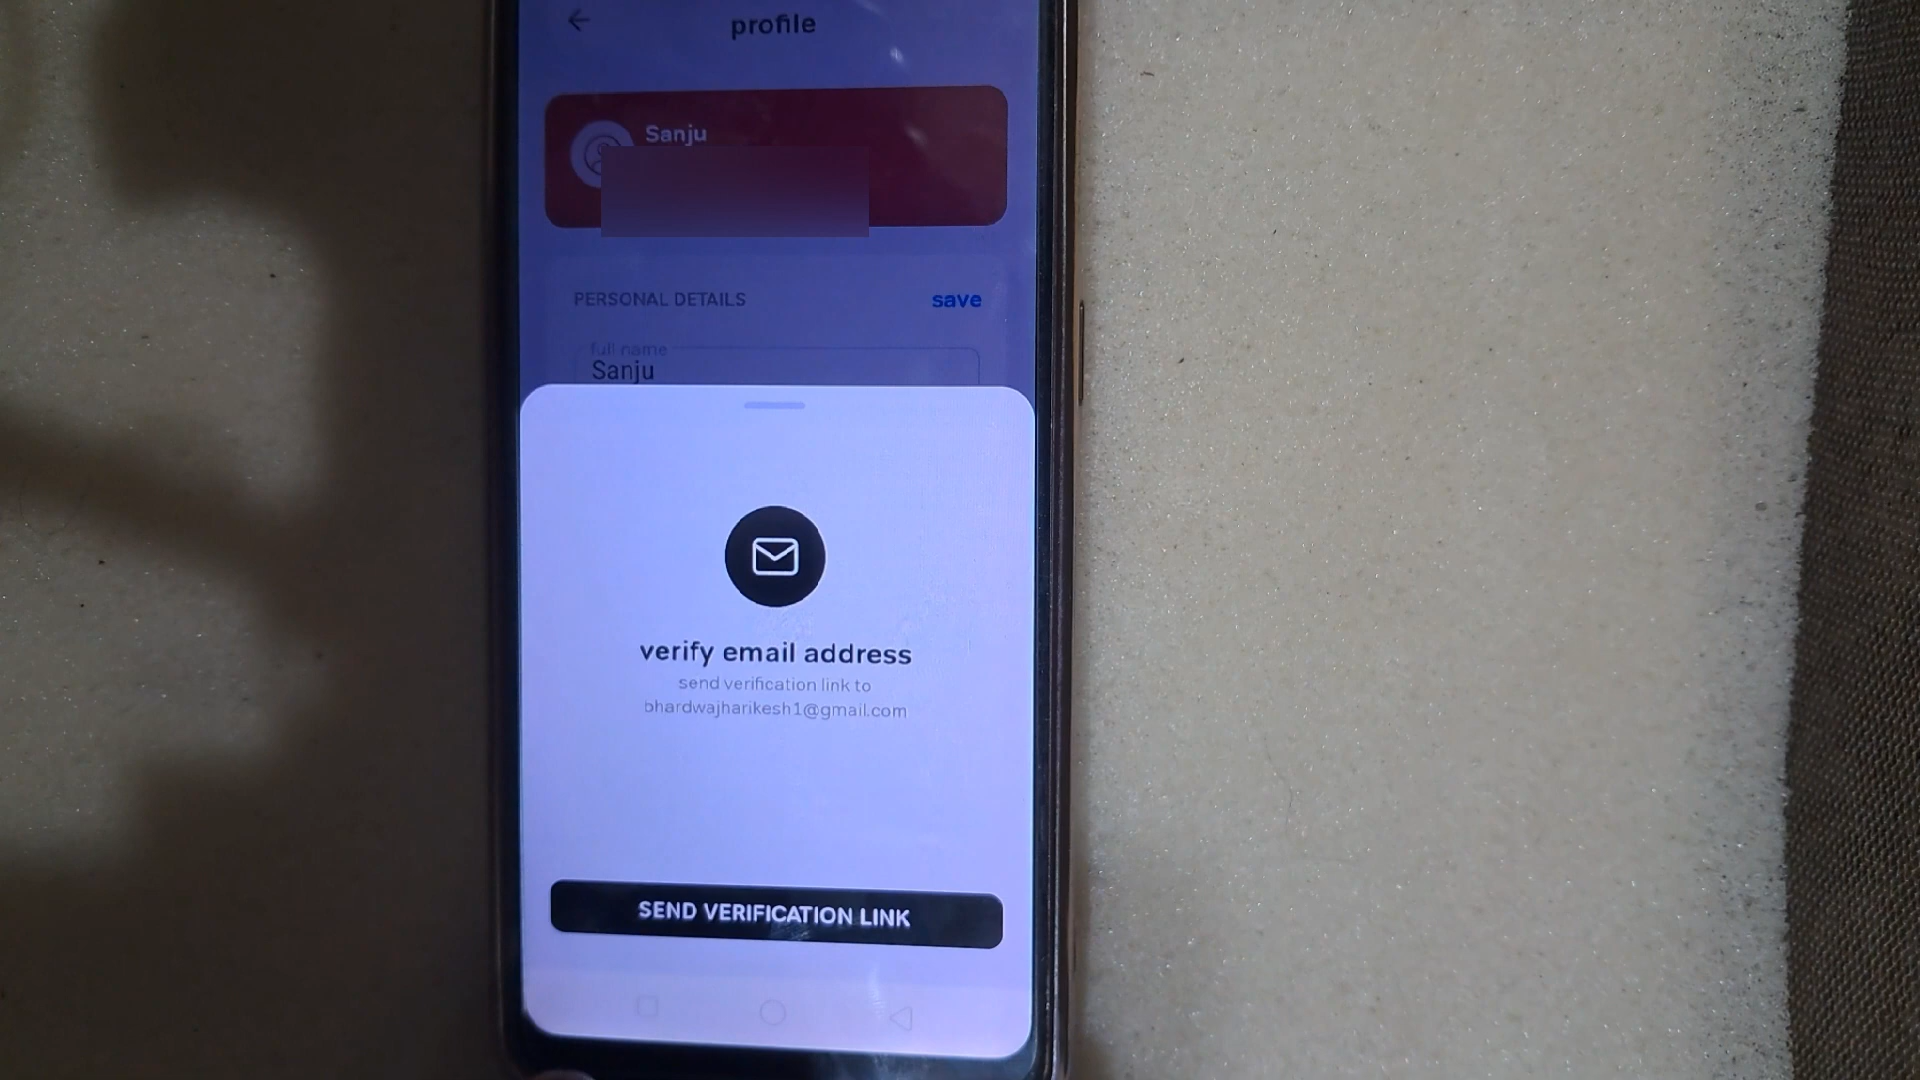 profile
Sanju
PERSONAL DETAILS save
full name
Sanju
verify email address
send verification link to
bhardwajharikesh1@gmail.com
SEND VERIFICATION LINK